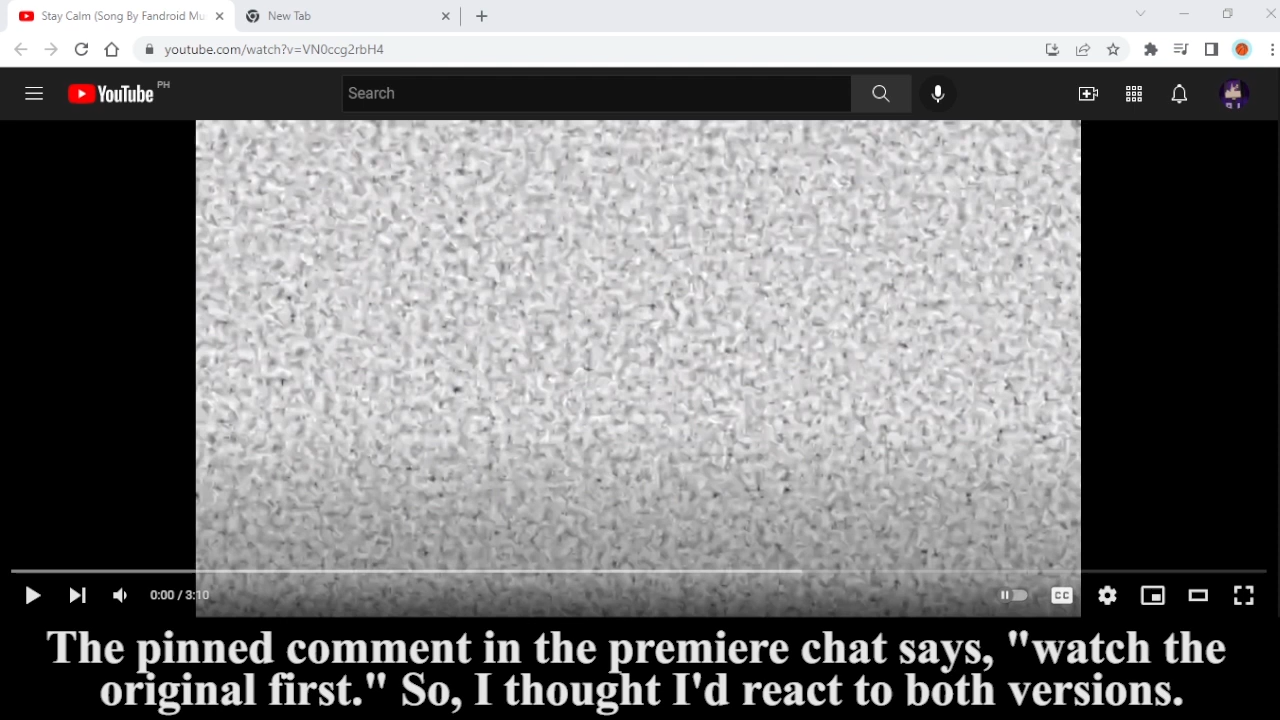 Stay Calm (Song By Fandroid Mu
New Tab
youtube.com/watch?v=VN0ccg2rbH4
YouTube PH
Search
0:00 / 3:10
CC
The pinned comment in the premiere chat says, "watch the
original first." So, I thought I'd react to both versions.